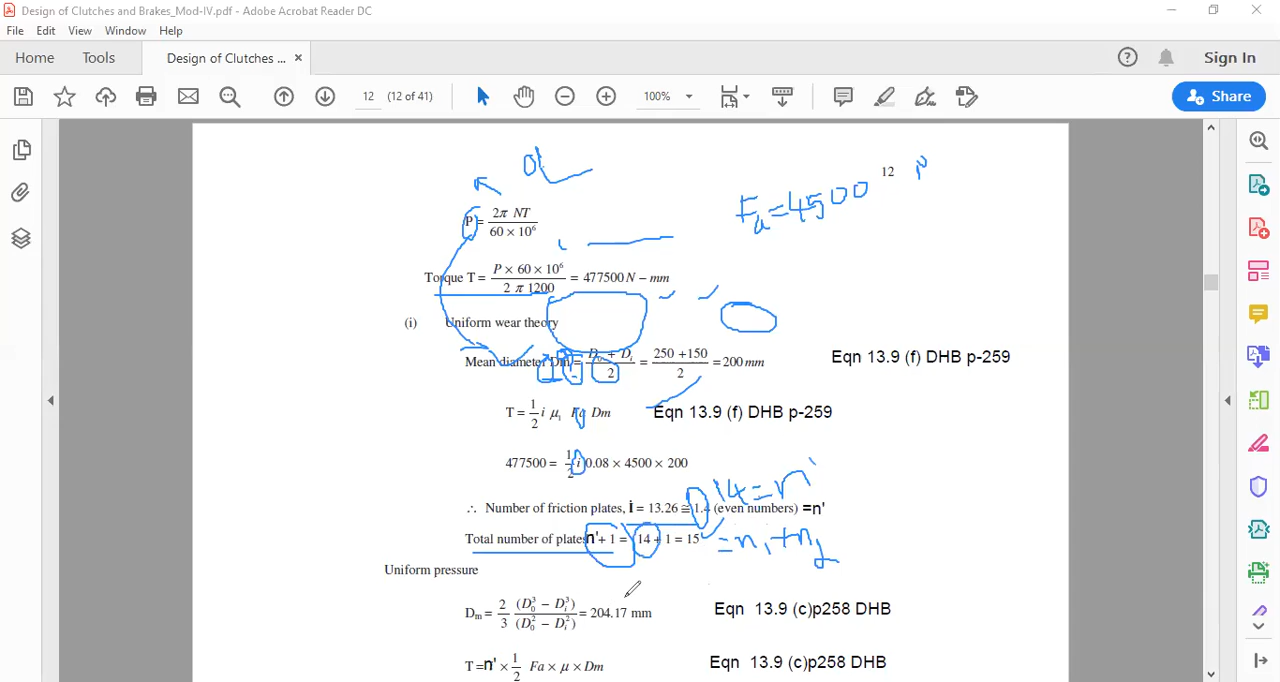 Design of Clutches and Brakes_Mod-IV.pdf - Adobe Acrobat Reader DC
File Edit View Window Help
Home Tools Design of Clutches ... × Sign In
12 (12 of 41) 100% Share
12
Fa = 4500
P = 2π NT / 60 × 10⁶
Torque T = P × 60 × 10⁶ / 2 π 1200 = 477500 N – mm
(i) Uniform wear theory
Mean diameter Dm = D₀ + Dᵢ / 2 = 250 + 150 / 2 = 200 mm Eqn 13.9 (f) DHB p-259
T = 1/2 i μ₁ Fa Dm Eqn 13.9 (f) DHB p-259
477500 = 1/2 i 0.08 × 4500 × 200
14 = n'
∴ Number of friction plates, i = 13.26 ≅ 1.4 (even numbers) =n'
Total number of plates n'+ 1 = 14 + 1 = 15 = n₁ + n₂
Uniform pressure
Dₘ = 2/3 (D₀³ – Dᵢ³) / (D₀² – Dᵢ²) = 204.17 mm Eqn 13.9 (c)p258 DHB
T = n' × 1/2 Fa × μ × Dm Eqn 13.9 (c)p258 DHB